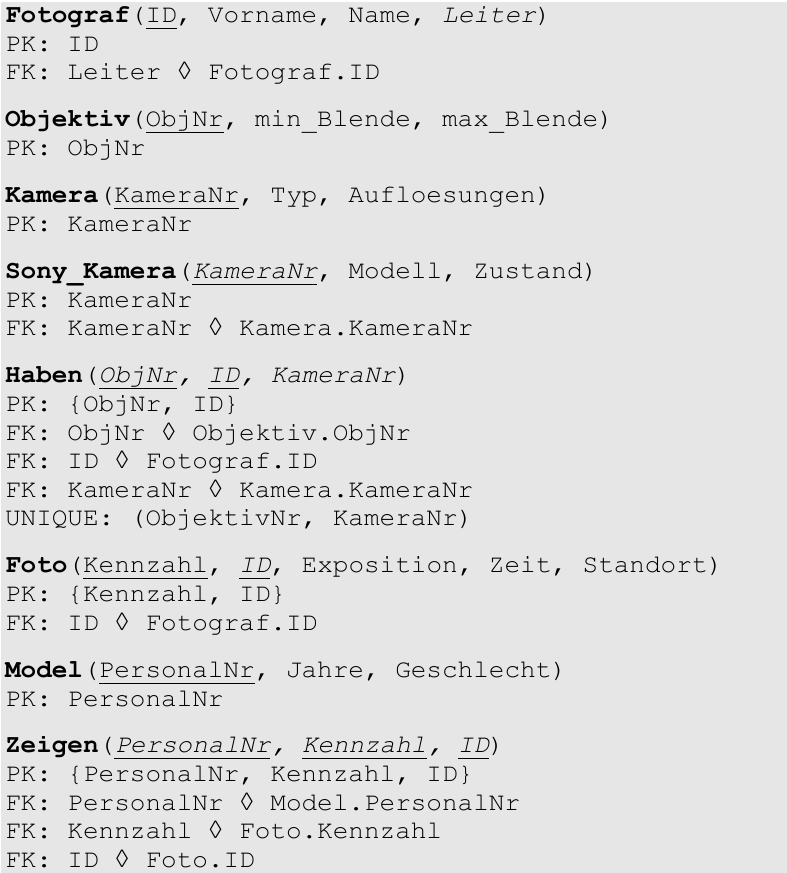 Fotograf(ID, Vorname, Name, Leiter)
PK: ID
FK: Leiter ◊ Fotograf.ID
Objektiv(ObjNr, min_Blende, max_Blende)
PK: ObjNr
Kamera(KameraNr, Typ, Aufloesungen)
PK: KameraNr
Sony_Kamera(KameraNr, Modell, Zustand)
PK: KameraNr
FK: KameraNr ◊ Kamera.KameraNr
Haben(ObjNr, ID, KameraNr)
PK: {ObjNr, ID}
FK: ObjNr ◊ Objektiv.ObjNr
FK: ID ◊ Fotograf.ID
FK: KameraNr ◊ Kamera.KameraNr
UNIQUE: (ObjektivNr, KameraNr)
Foto(Kennzahl, ID, Exposition, Zeit, Standort)
PK: {Kennzahl, ID}
FK: ID ◊ Fotograf.ID
Model(PersonalNr, Jahre, Geschlecht)
PK: PersonalNr
Zeigen(PersonalNr, Kennzahl, ID)
PK: {PersonalNr, Kennzahl, ID}
FK: PersonalNr ◊ Model.PersonalNr
FK: Kennzahl ◊ Foto.Kennzahl
FK: ID ◊ Foto.ID